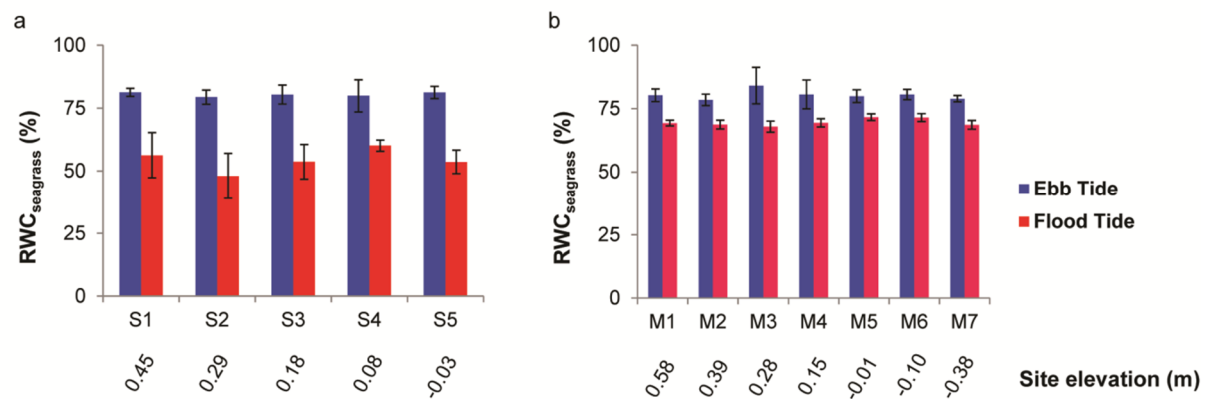 a
b
100
75
50
25
0
RWCseagrass (%)
S1 S2 S3 S4 S5
0.45 0.29 0.18 0.08 -0.03
100
75
50
25
0
RWCseagrass (%)
M1 M2 M3 M4 M5 M6 M7
0.58 0.39 0.28 0.15 -0.01 -0.10 -0.38
Ebb Tide
Flood Tide
Site elevation (m)